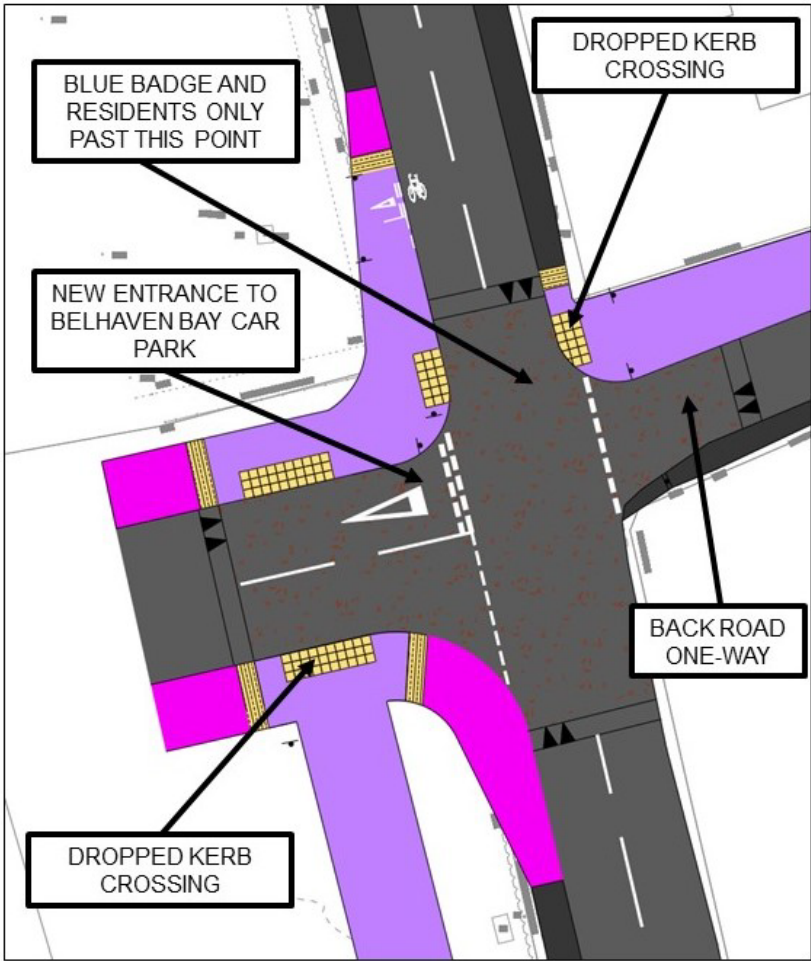 DROPPED KERB
CROSSING
BLUE BADGE AND
RESIDENTS ONLY
PAST THIS POINT
NEW ENTRANCE TO
BELHAVEN BAY CAR
PARK
BACK ROAD
ONE-WAY
DROPPED KERB
CROSSING